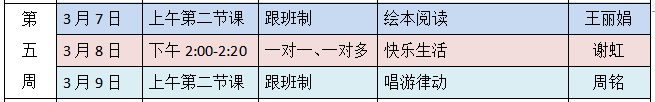 第五周
3月7日 上午第二节课 跟班制 绘本阅读 王丽娟
3月8日 下午2:00-2:20 一对一、一对多 快乐生活 谢虹
3月9日 上午第二节课 跟班制 唱游律动 周铭